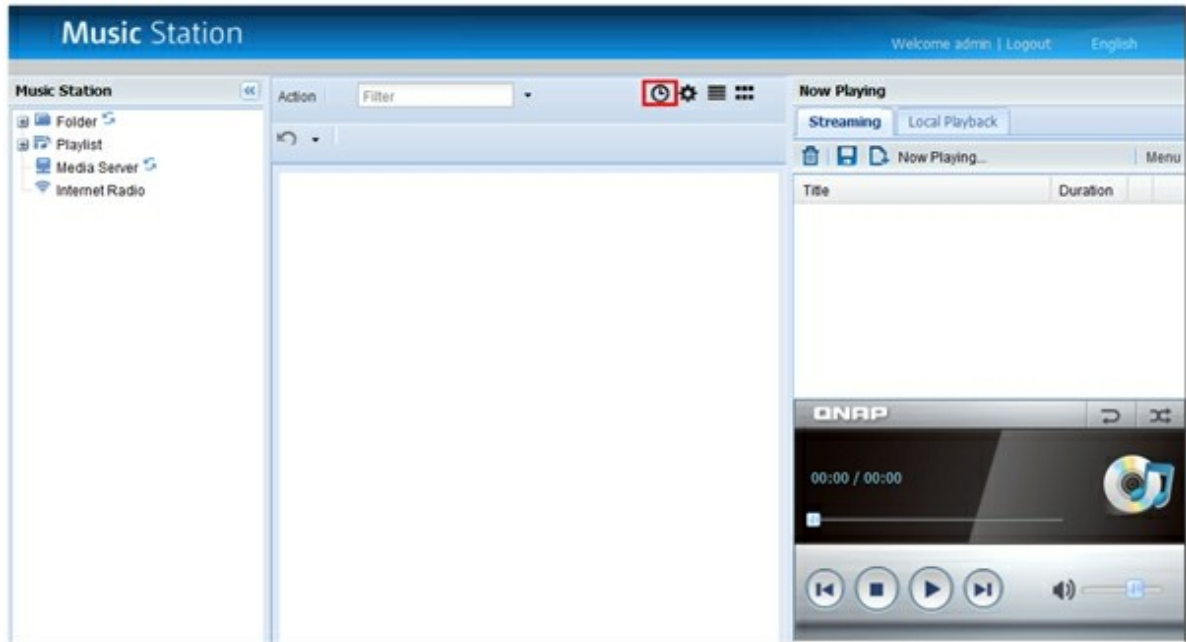 Music Station
Welcome admin | Logout English
Music Station
Folder
Playlist
Media Server
Internet Radio
Action
Filter
Now Playing
Streaming
Local Playback
Now Playing...
Menu
Title
Duration
QNAP
00:00 / 00:00